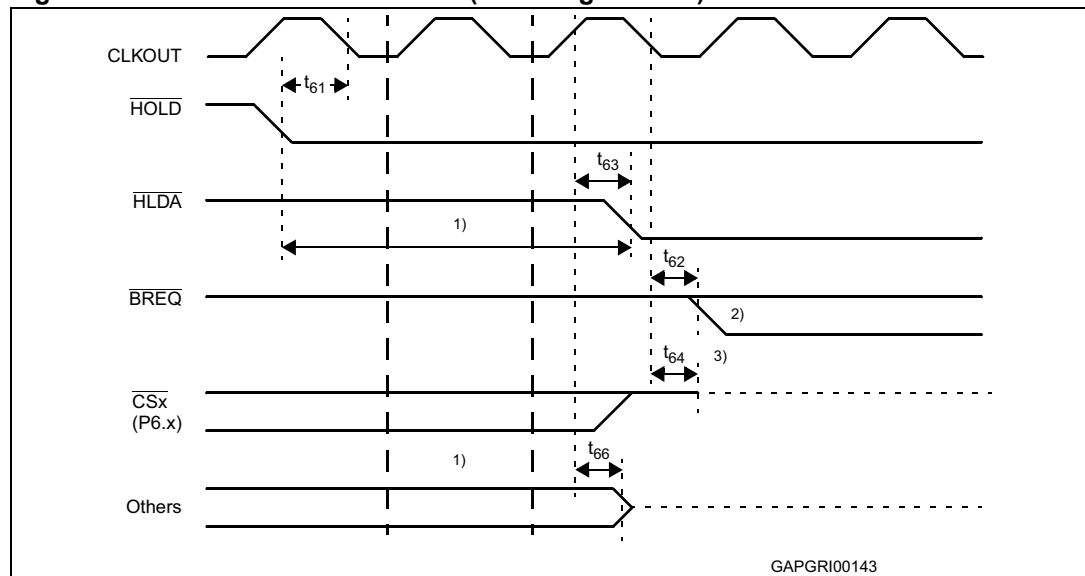 CLKOUT
t61
HOLD
t63
HLDA
1)
t62
BREQ
2)
t64
3)
CSx
(P6.x)
1)
t66
Others
GAPGRI00143